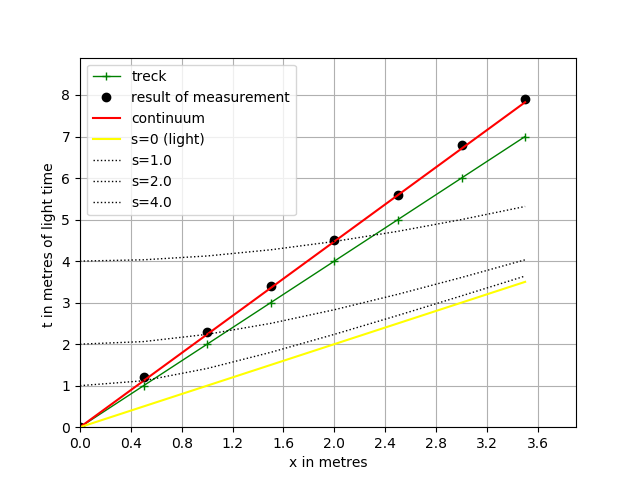 treck
result of measurement
continuum
s=0 (light)
s=1.0
s=2.0
s=4.0
8
7
6
5
4
3
2
1
0
t in metres of light time
0.0 0.4 0.8 1.2 1.6 2.0 2.4 2.8 3.2 3.6
x in metres